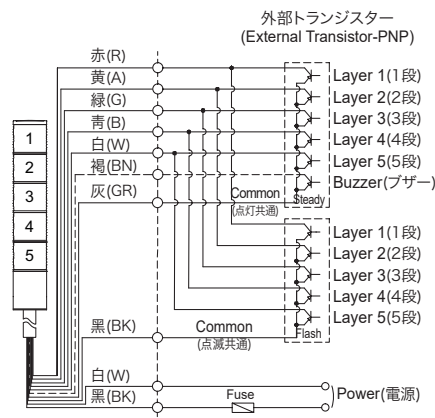 外部トランジスター
(External Transistor-PNP)
赤(R)
黄(A)
緑(G)
青(B)
白(W)
褐(BN)
灰(GR)
Layer 1(1段)
Layer 2(2段)
Layer 3(3段)
Layer 4(4段)
Layer 5(5段)
Buzzer(ブザー)
Common
(点灯共通)
Steady
1
2
3
4
5
Layer 1(1段)
Layer 2(2段)
Layer 3(3段)
Layer 4(4段)
Layer 5(5段)
Flash
黒(BK)
Common
(点滅共通)
白(W)
黒(BK)
Fuse
Power(電源)